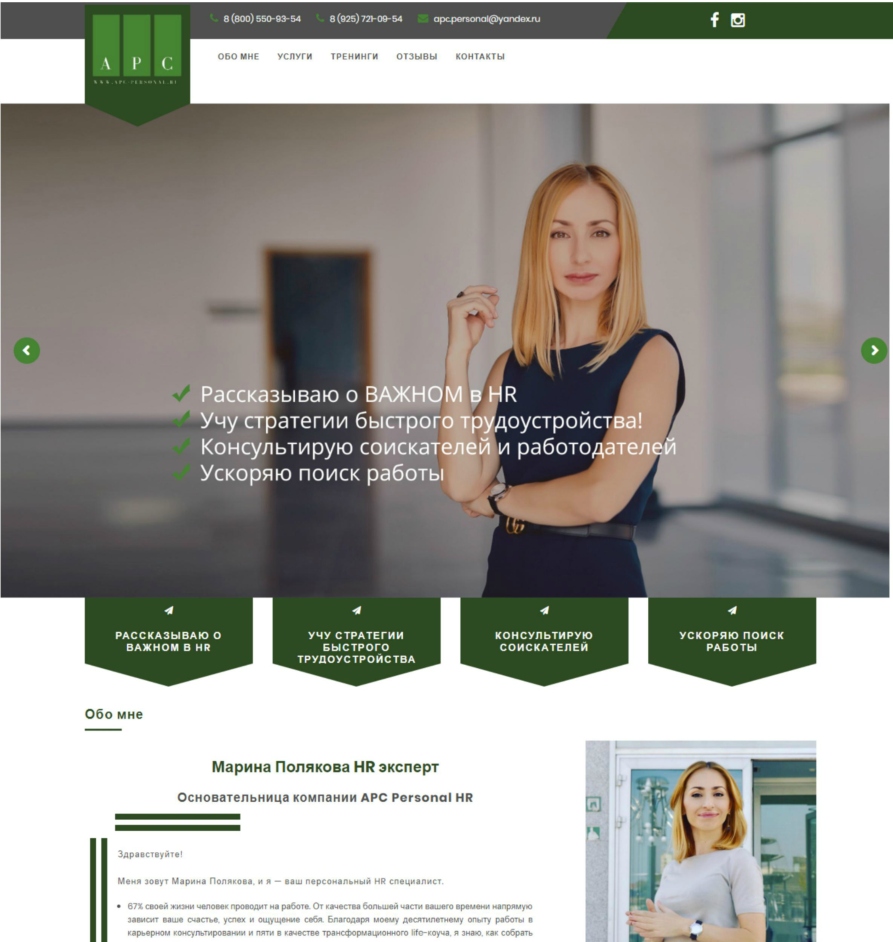 8 (800) 550-93-54 8 (925) 721-09-54 apc.personal@yandex.ru
A P C
WWW.APC-PERSONAL.RU
ОБО МНЕ УСЛУГИ ТРЕНИНГИ ОТЗЫВЫ КОНТАКТЫ
Рассказываю о ВАЖНОМ в HR
Учу стратегии быстрого трудоустройства!
Консультирую соискателей и работодателей
Ускоряю поиск работы
РАССКАЗЫВАЮ О
ВАЖНОМ В HR
УЧУ СТРАТЕГИИ
БЫСТРОГО
ТРУДОУСТРОЙСТВА
КОНСУЛЬТИРУЮ
СОИСКАТЕЛЕЙ
УСКОРЯЮ ПОИСК
РАБОТЫ
Обо мне
Марина Полякова HR эксперт
Основательница компании APC Personal HR
Здравствуйте!
Меня зовут Марина Полякова, и я — ваш персональный HR специалист.
67% своей жизни человек проводит на работе. От качества большей части вашего времени напрямую
зависит ваше счастье, успех и ощущение себя. Благодаря моему десятилетнему опыту работы в
карьерном консультировании и пяти в качестве трансформационного life-коуча, я знаю, как собрать